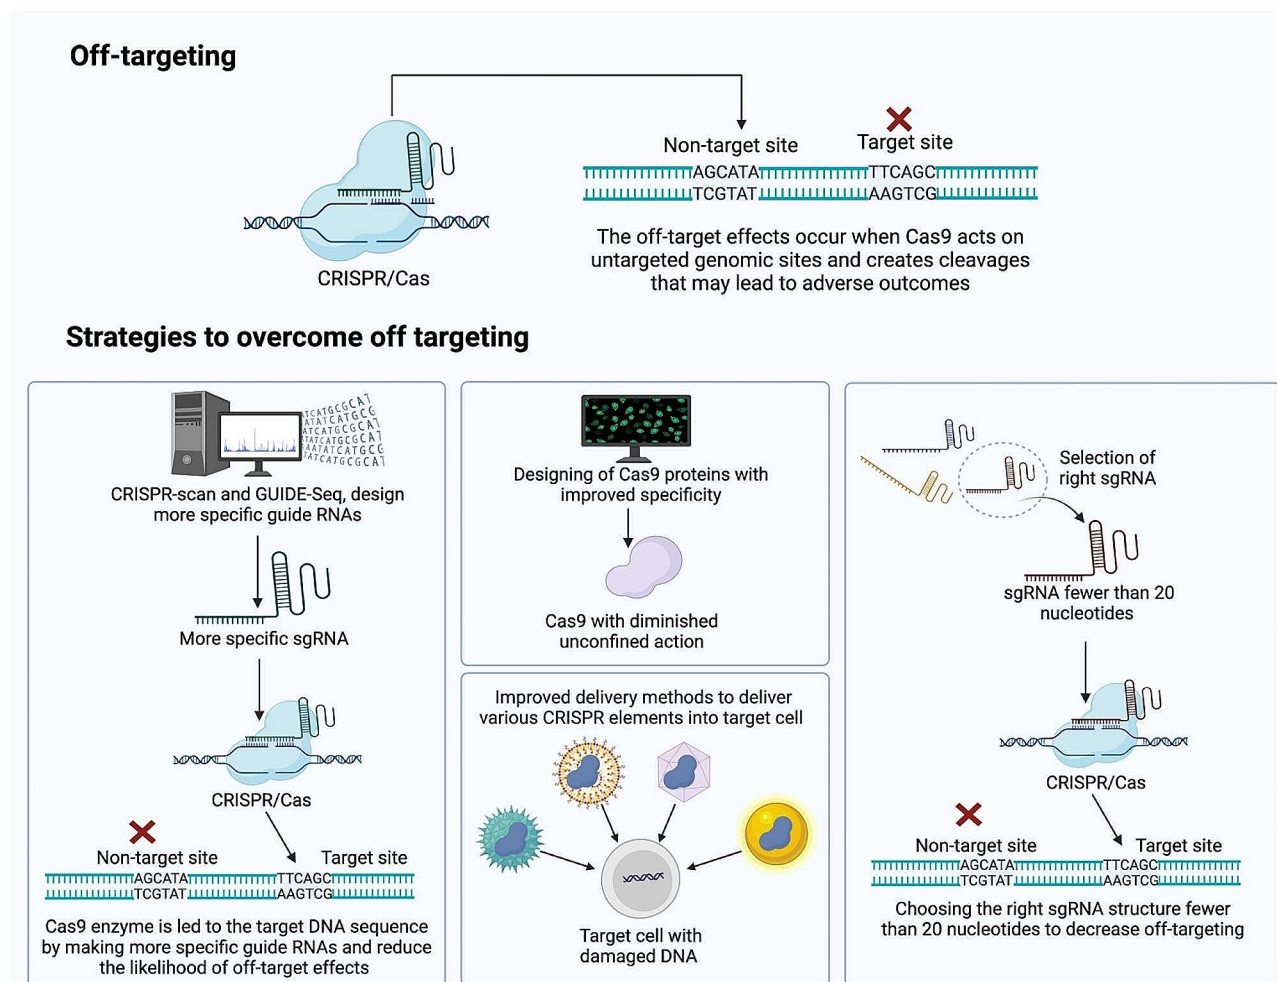 Off-targeting
Non-target site
Target site
AGCATA
TTCAGC
TCGTAT
AAGTCG
CRISPR/Cas
The off-target effects occur when Cas9 acts on
untargeted genomic sites and creates cleavages
that may lead to adverse outcomes
Strategies to overcome off targeting
CRISPR-scan and GUIDE-Seq, design
more specific guide RNAs
More specific sgRNA
CRISPR/Cas
Non-target site
Target site
AGCATA
TTCAGC
TCGTAT
AAGTCG
Cas9 enzyme is led to the target DNA sequence
by making more specific guide RNAs and reduce
the likelihood of off-target effects
Designing of Cas9 proteins with
improved specificity
Cas9 with diminished
unconfined action
Improved delivery methods to deliver
various CRISPR elements into target cell
Target cell with
damaged DNA
Selection of
right sgRNA
sgRNA fewer than 20
nucleotides
CRISPR/Cas
Non-target site
Target site
AGCATA
TTCAGC
TCGTAT
AAGTCG
Choosing the right sgRNA structure fewer
than 20 nucleotides to decrease off-targeting